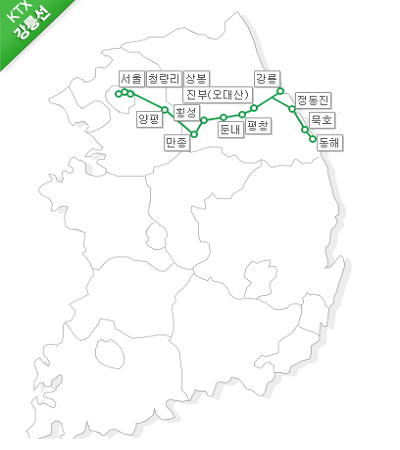 KTX
강릉선
서울
청량리
상봉
강릉
진부(오대산)
정동진
양평
횡성
묵호
둔내
평창
만종
동해